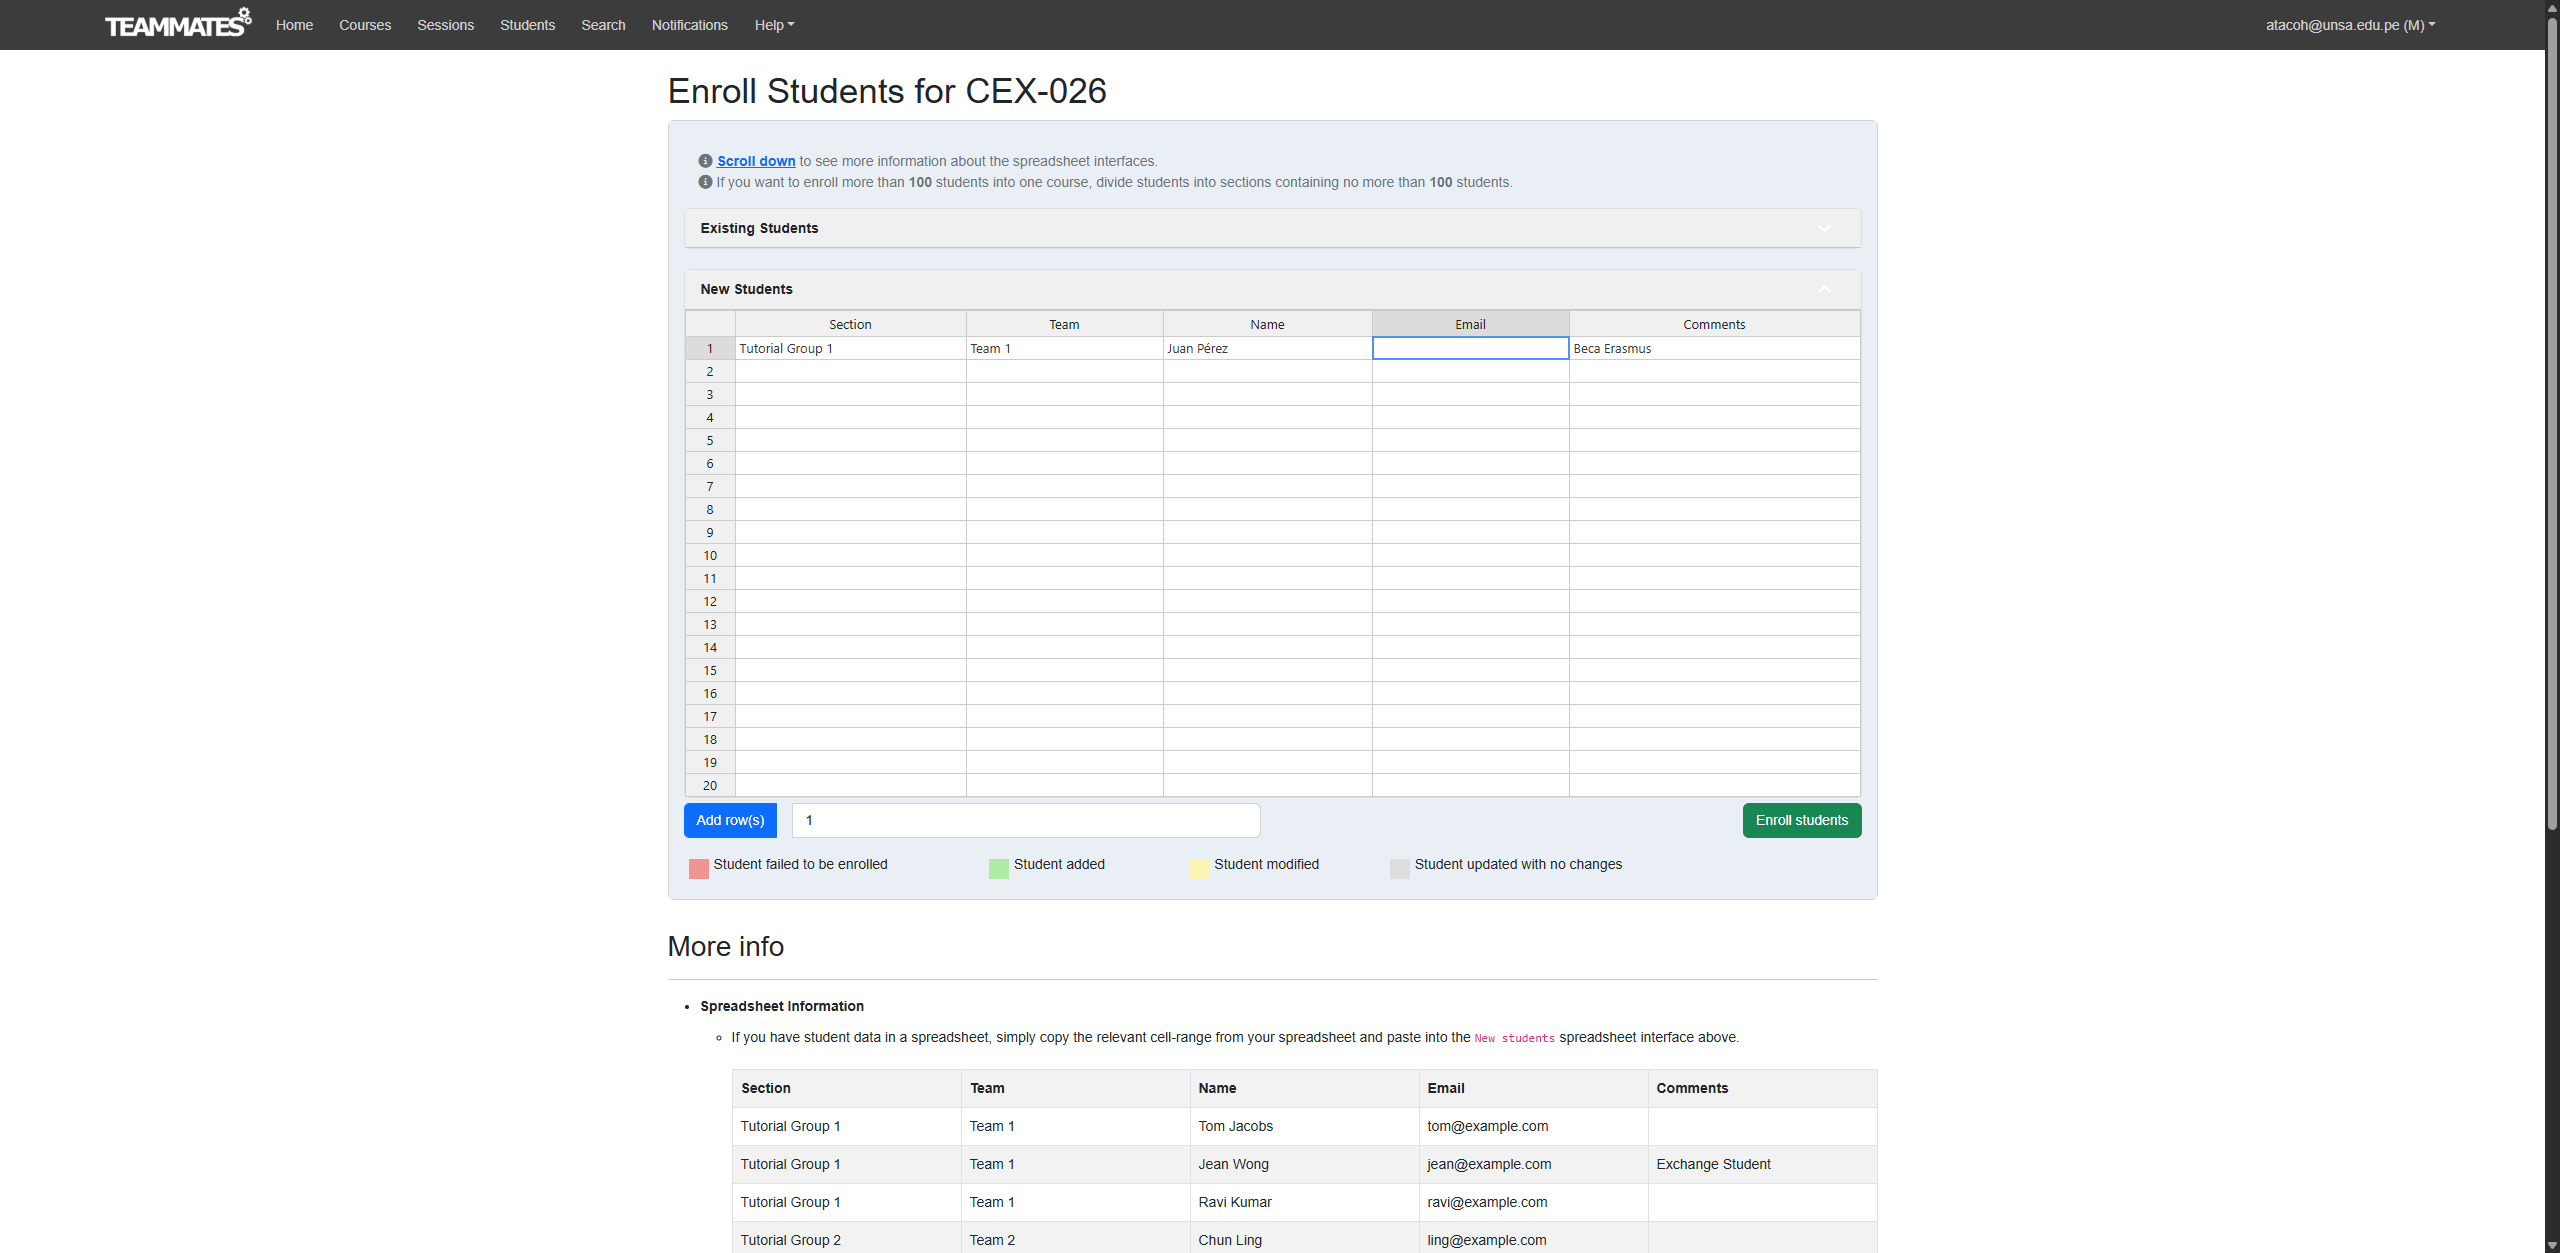 TEAMMATES Home Courses Sessions Students Search Notifications Help atacoh@unsa.edu.pe (M)
Enroll Students for CEX-026
Scroll down to see more information about the spreadsheet interfaces.
If you want to enroll more than 100 students into one course, divide students into sections containing no more than 100 students.
Existing Students
New Students
Section Team Name Email Comments
1 Tutorial Group 1 Team 1 Juan Pérez Beca Erasmus
2
3
4
5
6
7
8
9
10
11
12
13
14
15
16
17
18
19
20
Add row(s) 1 Enroll students
Student failed to be enrolled Student added Student modified Student updated with no changes
More info
Spreadsheet Information
If you have student data in a spreadsheet, simply copy the relevant cell-range from your spreadsheet and paste into the New students spreadsheet interface above.
Section Team Name Email Comments
Tutorial Group 1 Team 1 Tom Jacobs tom@example.com
Tutorial Group 1 Team 1 Jean Wong jean@example.com Exchange Student
Tutorial Group 1 Team 1 Ravi Kumar ravi@example.com
Tutorial Group 2 Team 2 Chun Ling ling@example.com